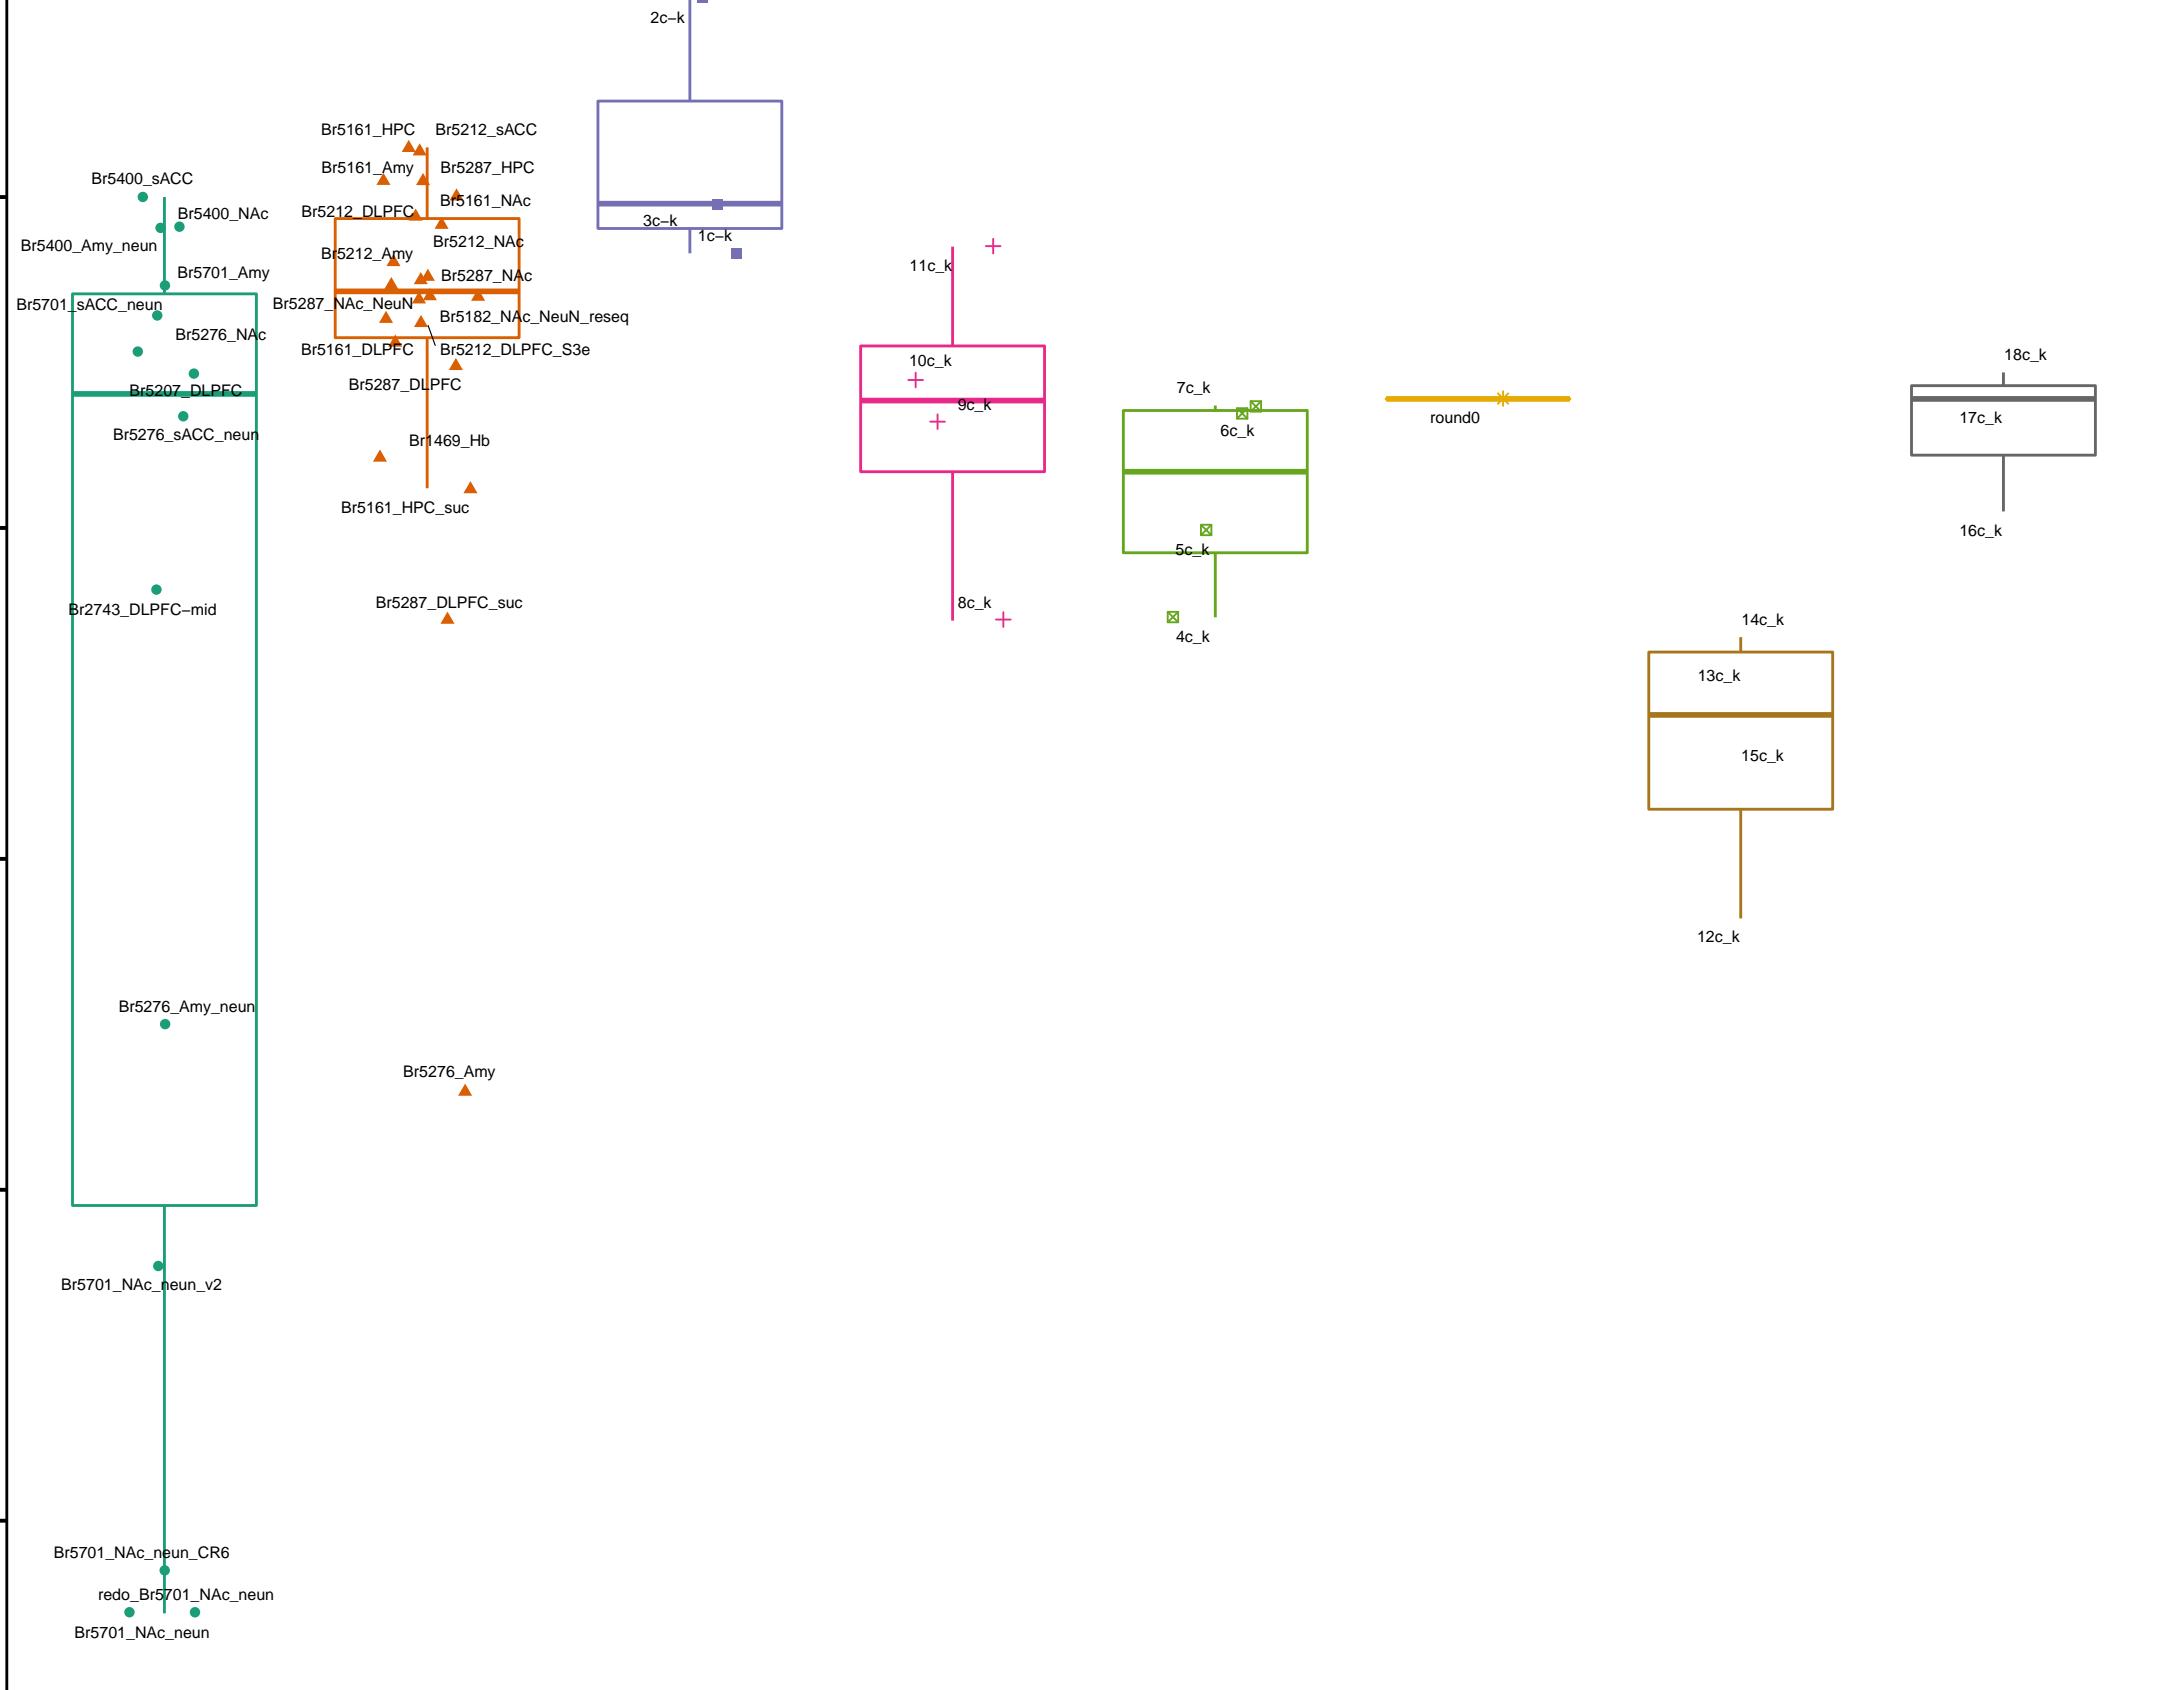 2c−k
Br5161_HPC
Br5212_sACC
Br5161_Amy
Br5287_HPC
Br5400_sACC
Br5161_NAc
Br5400_NAc
Br5212_DLPFC
3c−k
1c−k
Br5400_Amy_neun
Br5212_NAc
Br5212_Amy
11c_k
Br5701_Amy
Br5287_NAc
Br5701_sACC_neun
Br5287_NAc_NeuN
Br5182_NAc_NeuN_reseq
Br5276_NAc
Br5161_DLPFC
Br5212_DLPFC_S3e
18c_k
10c_k
Br5287_DLPFC
7c_k
Br5207_DLPFC
9c_k
round0
17c_k
6c_k
Br5276_sACC_neun
Br1469_Hb
Br5161_HPC_suc
16c_k
5c_k
Br5287_DLPFC_suc
8c_k
Br2743_DLPFC−mid
14c_k
4c_k
13c_k
15c_k
12c_k
Br5276_Amy_neun
Br5276_Amy
Br5701_NAc_neun_v2
Br5701_NAc_neun_CR6
redo_Br5701_NAc_neun
Br5701_NAc_neun